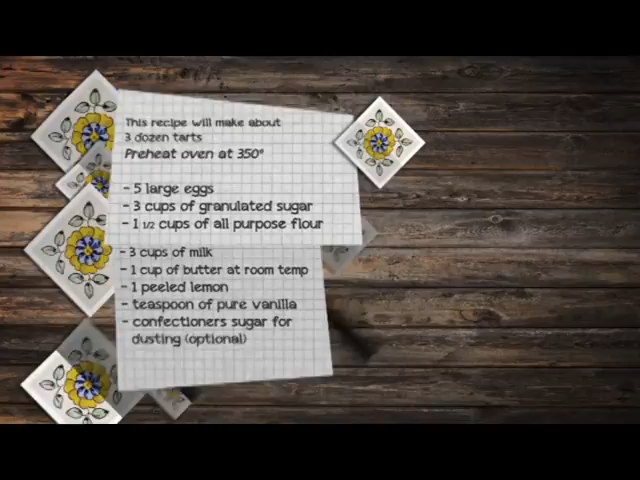 This recipe will make about
3 dozen tarts
Preheat oven at 350°
- 5 large eggs
- 3 cups of granulated sugar
- 1 1/2 cups of all purpose flour
- 3 cups of milk
- 1 cup of butter at room temp
- 1 peeled lemon
- teaspoon of pure vanilla
- confectioners sugar for
dusting (optional)